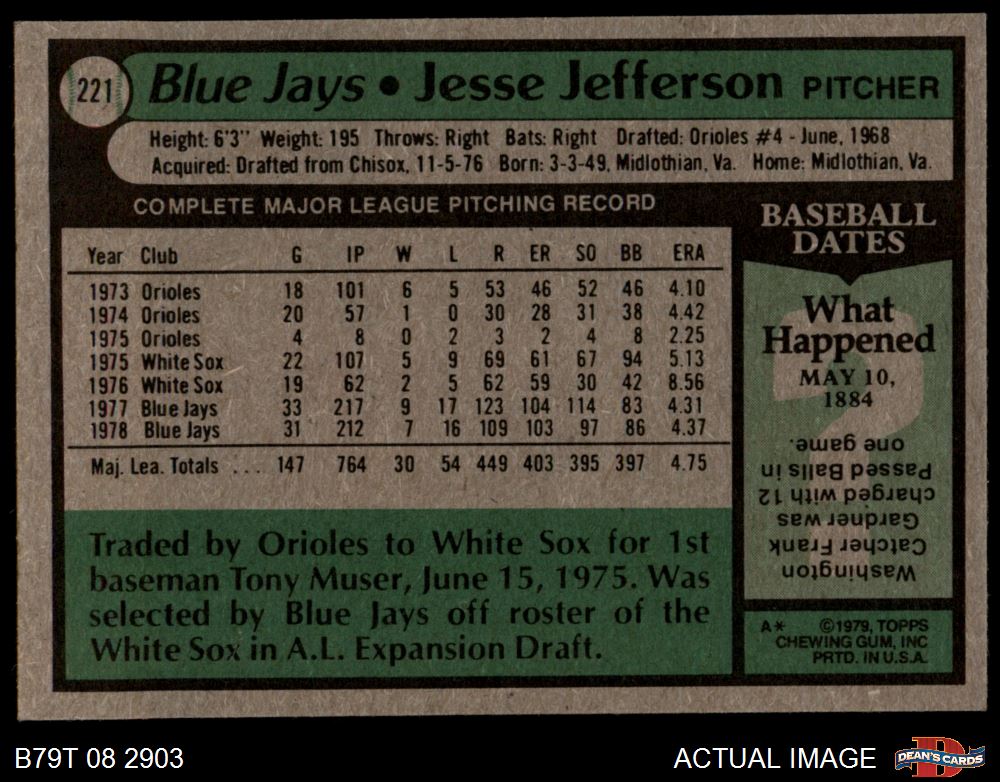 221
Blue Jays • Jesse Jefferson PITCHER
Height: 6'3" Weight: 195 Throws: Right Bats: Right Drafted: Orioles #4 - June, 1968
Acquired: Drafted from Chisox, 11-5-76 Born: 3-3-49, Midlothian, Va. Home: Midlothian, Va.
COMPLETE MAJOR LEAGUE PITCHING RECORD
Year Club G IP W L R ER SO BB ERA
1973 Orioles 18 101 6 5 53 46 52 46 4.10
1974 Orioles 20 57 1 0 30 28 31 38 4.42
1975 Orioles 4 8 0 2 3 2 4 8 2.25
1975 White Sox 22 107 5 9 69 61 67 94 5.13
1976 White Sox 19 62 2 5 62 59 30 42 8.56
1977 Blue Jays 33 217 9 17 123 104 114 83 4.31
1978 Blue Jays 31 212 7 16 109 103 97 86 4.37
Maj. Lea. Totals ... 147 764 30 54 449 403 395 397 4.75
Traded by Orioles to White Sox for 1st
baseman Tony Muser, June 15, 1975. Was
selected by Blue Jays off roster of the
White Sox in A.L. Expansion Draft.
BASEBALL
DATES
What
Happened
MAY 10,
1884
Washington
Catcher Frank
Gardner was
charged with 12
Passed Balls in
one game.
A* ©1979, TOPPS
CHEWING GUM, INC
PRTD. IN U.S.A.
B79T 08 2903
ACTUAL IMAGE
D
DEAN'S CARDS